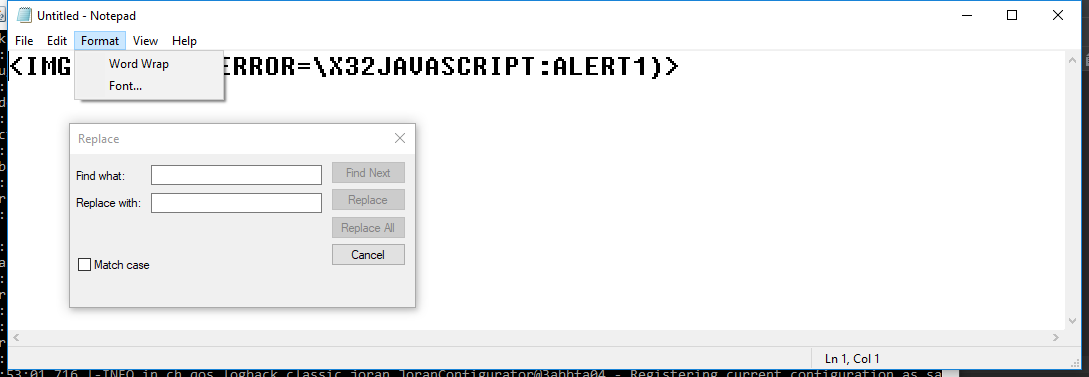 Untitled - Notepad
File Edit Format View Help
<IMG ERROR=\X32JAVASCRIPT:ALERT1)>
Word Wrap
Font...
Replace
Find what:
Find Next
Replace with:
Replace
Replace All
Cancel
Match case
Ln 1, Col 1
:53:01,716 |-INFO in ch.qos.logback.classic.joran.JoranConfigurator@3abbfa04 - Registering current configuration as sa